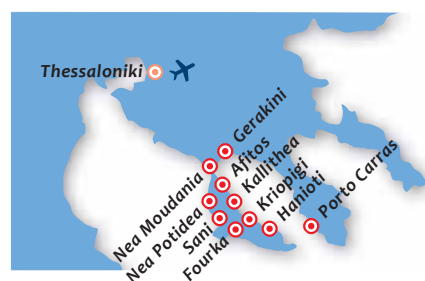 Thessaloniki
Gerakini
Afitos
Kallithea
Kriopigi
Hanioti
Porto Carras
Nea Moudania
Nea Potidea
Sani
Fourka